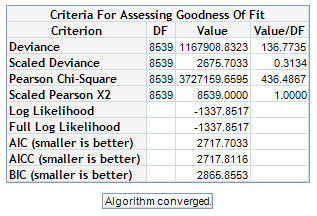 Criteria For Assessing Goodness Of Fit
Criterion DF Value Value/DF
Deviance 8539 1167908.8323 136.7735
Scaled Deviance 8539 2675.7033 0.3134
Pearson Chi-Square 8539 3727159.6595 436.4867
Scaled Pearson X2 8539 8539.0000 1.0000
Log Likelihood -1337.8517
Full Log Likelihood -1337.8517
AIC (smaller is better) 2717.7033
AICC (smaller is better) 2717.8116
BIC (smaller is better) 2865.8553
Algorithm converged.